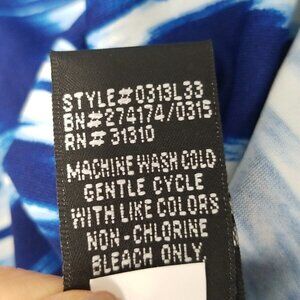 STYLE# 0313L33
BN# 274174/0315
RN# 31310
MACHINE WASH COLD
GENTLE CYCLE
WITH LIKE COLORS
NON-CHLORINE
BLEACH ONLY.